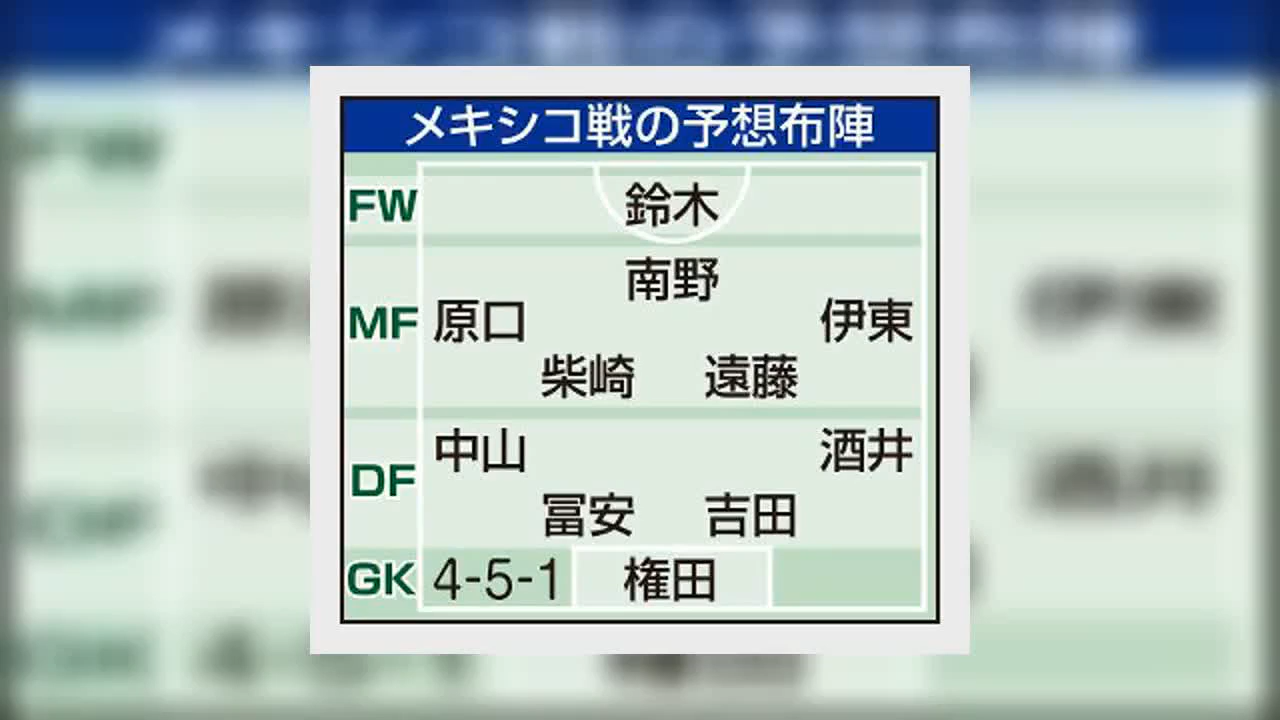 メキシコ戦の予想布陣
FW
鈴木
南野
MF
原口
伊東
柴崎
遠藤
DF
中山
酒井
冨安
吉田
GK
4-5-1
権田